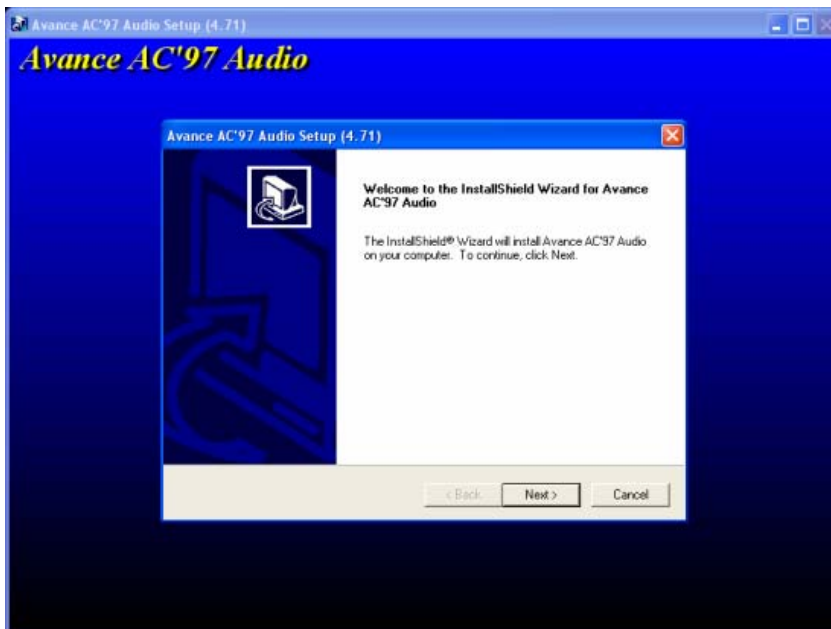 Avance AC'97 Audio Setup (4.71)
Avance AC'97 Audio
Avance AC'97 Audio Setup (4.71)
Welcome to the InstallShield Wizard for Avance
AC'97 Audio
The InstallShield® Wizard will install Avance AC'97 Audio
on your computer. To continue, click Next.
< Back
Next >
Cancel